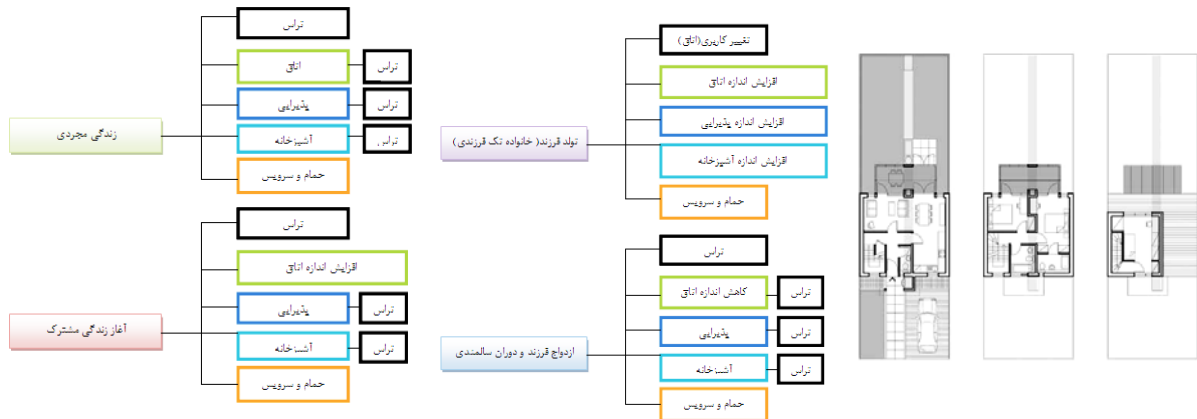 زندگی مجردی
تراس
اتاق
تراس
پذیرایی
تراس
آشپزخانه
تراس
حمام و سرویس
تولد فرزند( خانواده تک فرزندی)
تغییر کاربری(اتاق)
افزایش اندازه اتاق
افزایش اندازه پذیرایی
افزایش اندازه آشپزخانه
حمام و سرویس
آغاز زندگی مشترک
تراس
افزایش اندازه اتاق
پذیرایی
تراس
آشپزخانه
تراس
حمام و سرویس
ازدواج فرزند و دوران سالمندی
تراس
کاهش اندازه اتاق
تراس
پذیرایی
تراس
آشپزخانه
تراس
حمام و سرویس